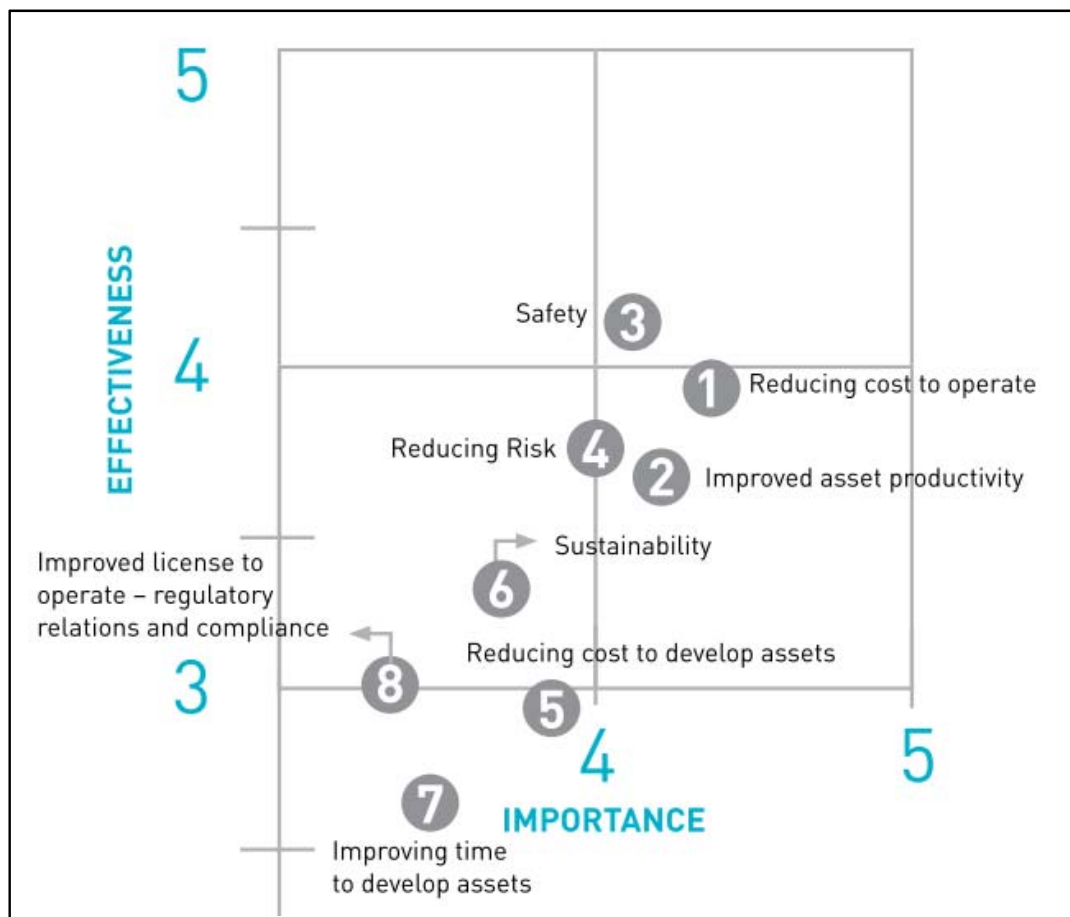 5
EFFECTIVENESS
Safety
3
4
1
Reducing cost to operate
Reducing Risk
4
2
Improved asset productivity
Sustainability
Improved license to
operate – regulatory
relations and compliance
6
Reducing cost to develop assets
3
8
5
4
5
7
IMPORTANCE
Improving time
to develop assets